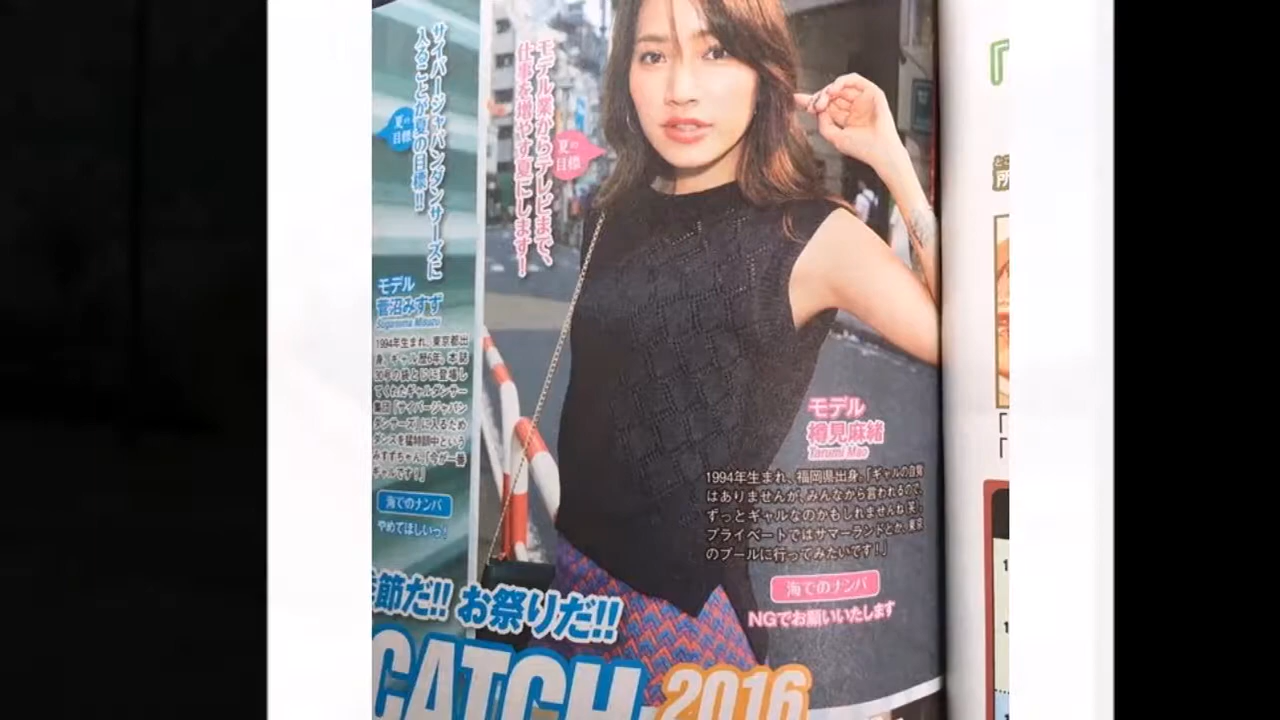 モデル業からテレビまで、
仕事を増やす夏にします!
夏の
目標
サイバージャパンダンサーズに
入ることが夏の目標!!
夏の
目標
モデル
菅沼みすず
Suganuma Misuzu
1994年生まれ、東京都出
身。ギャル歴6年。本誌
30号の袋とじに登場し
てくれたギャルダンサー
集団「サイバージャパン
ダンサーズ」に入るため
ダンスを猛特訓中という
みすずちゃん。「今が一番
ギャルです!」
海でのナンパ
やめてほしいっ!
モデル
樽見麻緒
Tarumi Mao
1994年生まれ、福岡県出身。「ギャルの自覚
はありませんが、みんなから言われるので、
ずっとギャルなのかもしれませんね(笑)。
プライベートではサマーランドとか、東京
のプールに行ってみたいです!」
海でのナンパ
NGでお願いいたします
季節だ!! お祭りだ!!
CATCH 2016